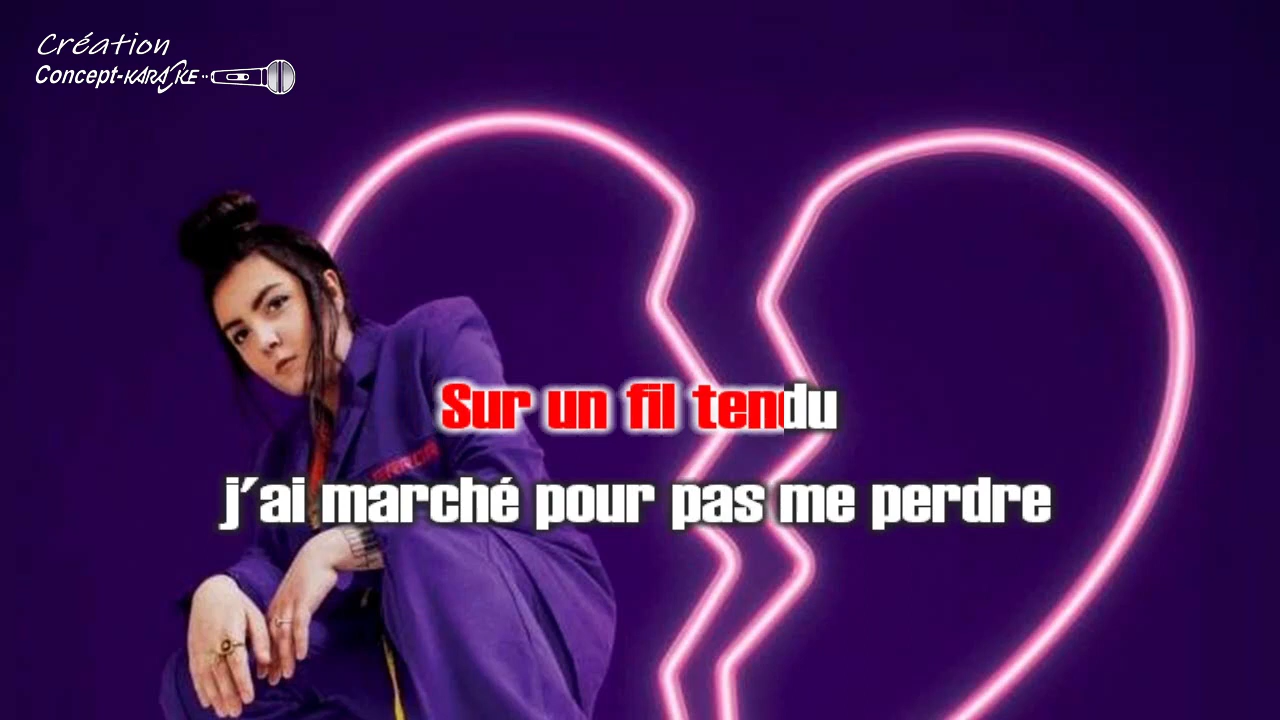 Création
Concept-KARAOKE
Sur un fil tendu
j'ai marché pour pas me perdre